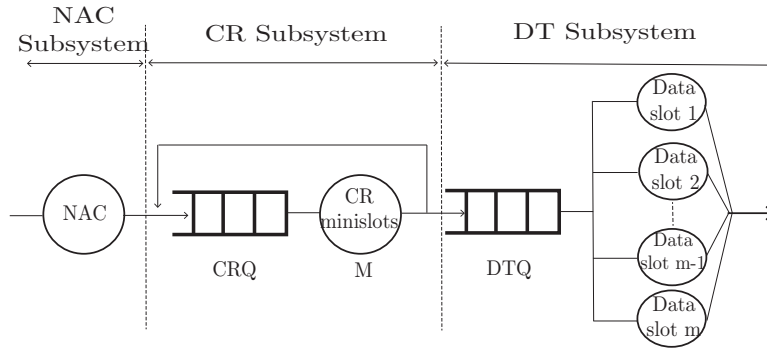 NAC
Subsystem
CR Subsystem
DT Subsystem
Data
slot 1
NAC
CR
minislots
Data
slot 2
CRQ
M
DTQ
Data
slot m-1
Data
slot m